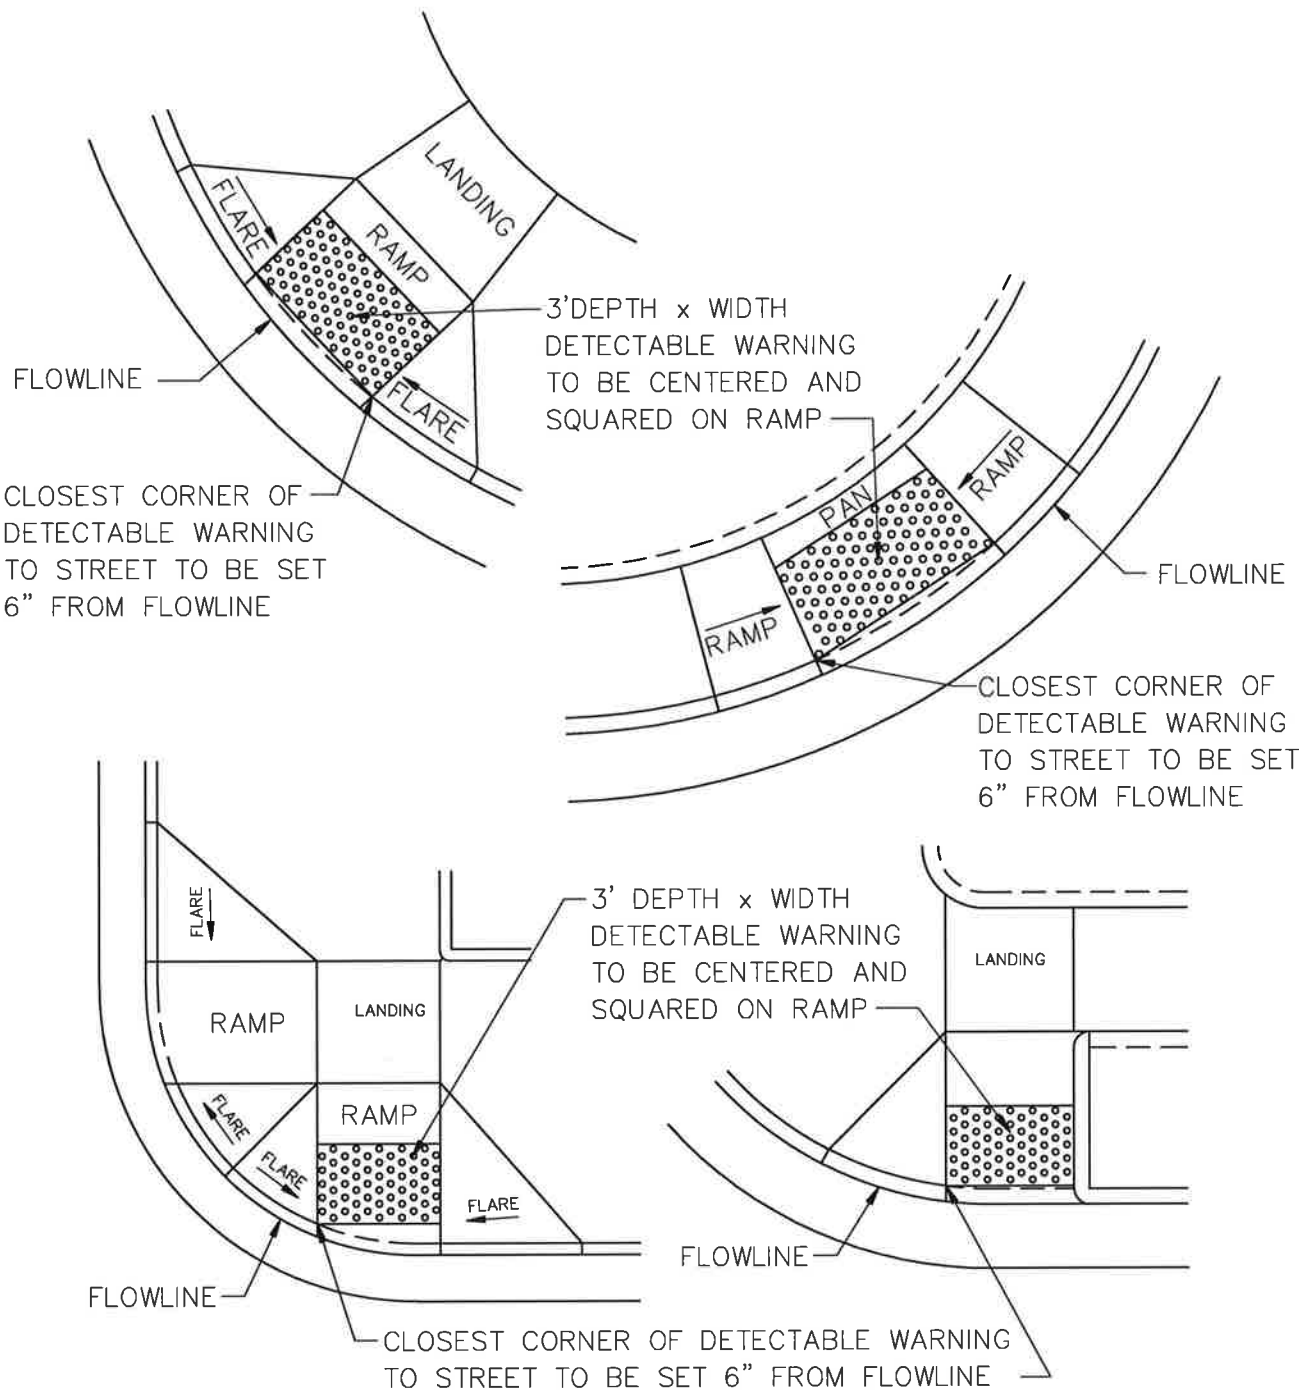 LANDING
FLARE
RAMP
FLARE
FLOWLINE
3'DEPTH x WIDTH
DETECTABLE WARNING
TO BE CENTERED AND
SQUARED ON RAMP
CLOSEST CORNER OF
DETECTABLE WARNING
TO STREET TO BE SET
6" FROM FLOWLINE
RAMP
PAN
RAMP
FLOWLINE
CLOSEST CORNER OF
DETECTABLE WARNING
TO STREET TO BE SET
6" FROM FLOWLINE
FLARE
RAMP
LANDING
FLARE
RAMP
FLARE
FLARE
FLOWLINE
3' DEPTH x WIDTH
DETECTABLE WARNING
TO BE CENTERED AND
SQUARED ON RAMP
LANDING
FLOWLINE
CLOSEST CORNER OF DETECTABLE WARNING
TO STREET TO BE SET 6" FROM FLOWLINE